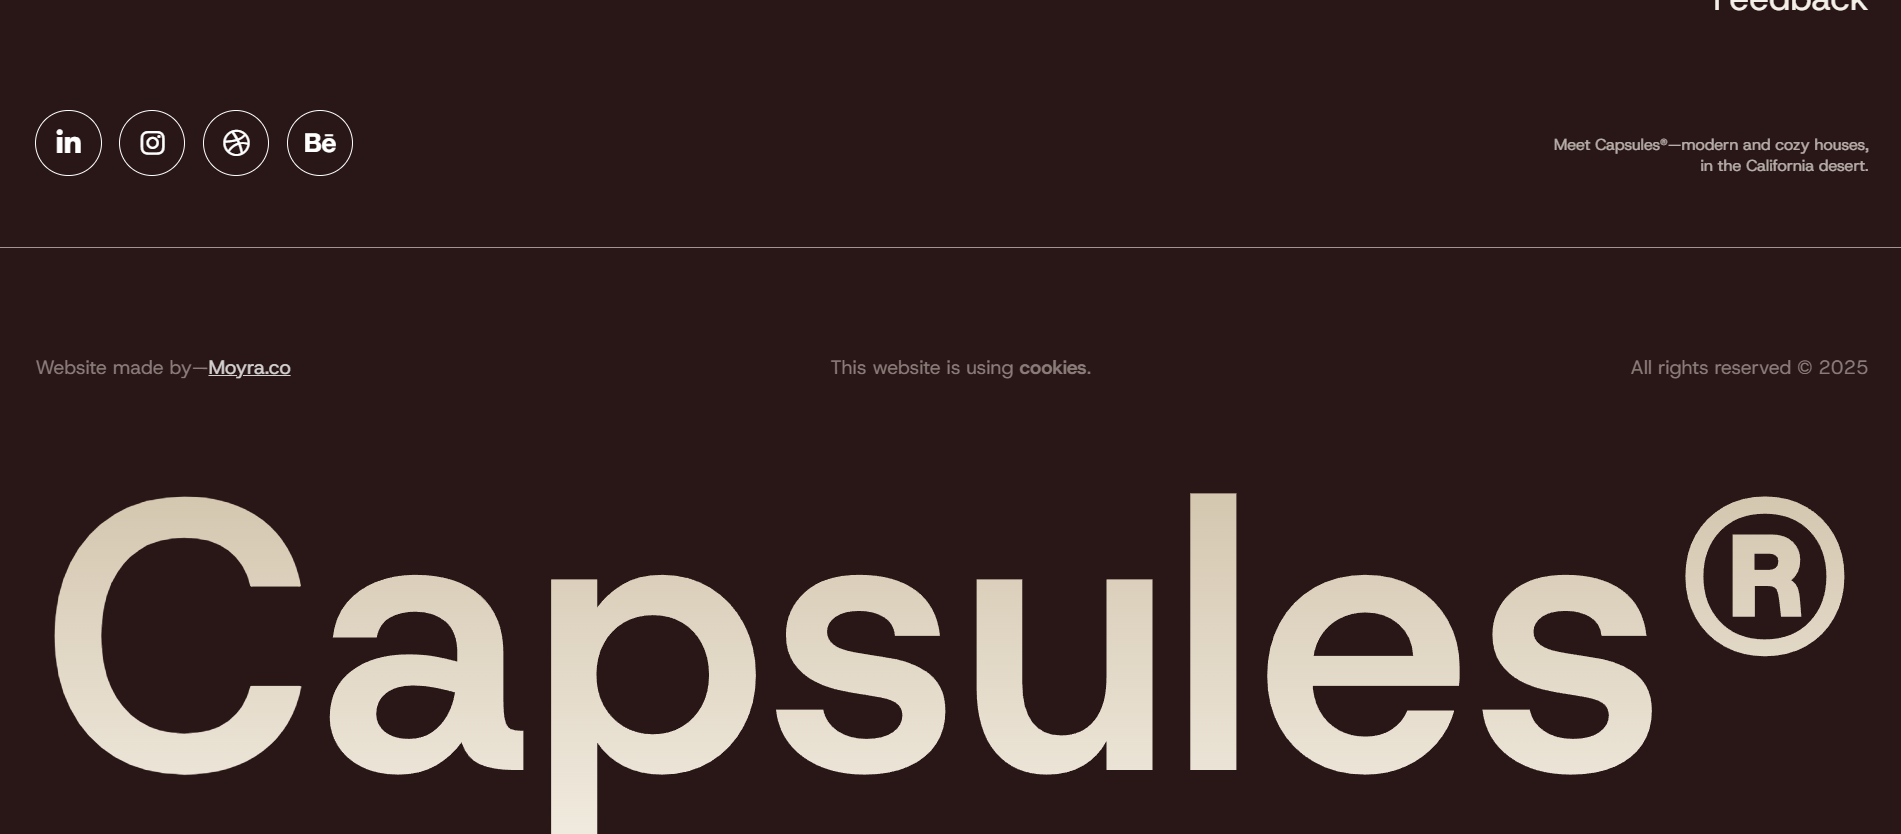 Feedback
in
Bē
Meet Capsules®—modern and cozy houses,
in the California desert.
Website made by—Moyra.co
This website is using cookies.
All rights reserved © 2025
Capsules®